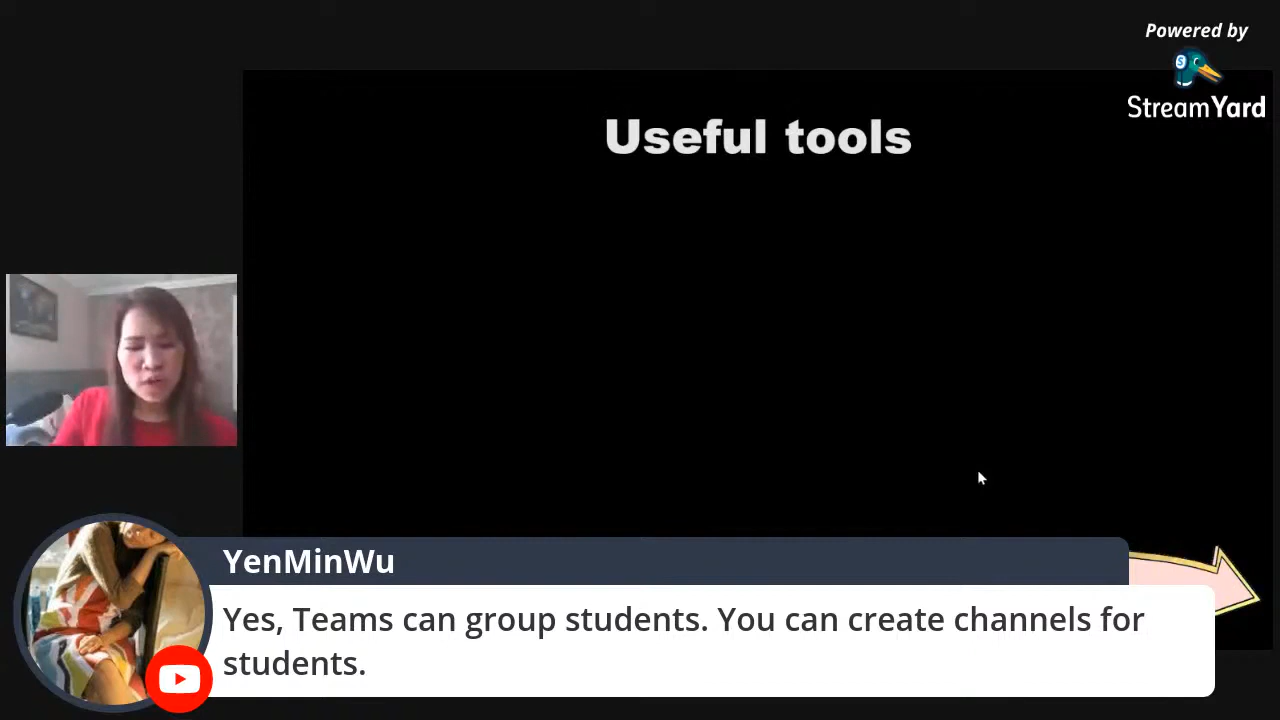 Powered by
StreamYard
Useful tools
YenMinWu
Yes, Teams can group students. You can create channels for
students.